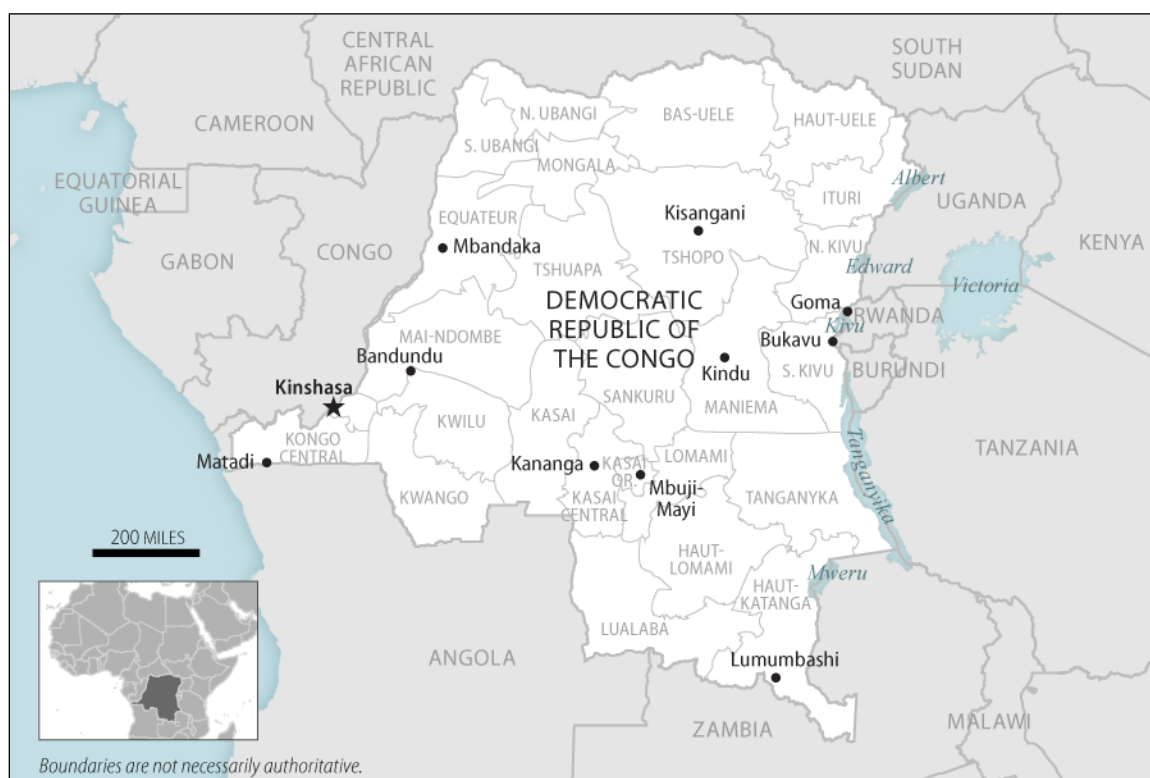 CENTRAL
AFRICAN
REPUBLIC
SOUTH
SUDAN
CAMEROON
N. UBANGI
BAS-UELE
HAUT-UELE
S. UBANGI
MONGALA
EQUATORIAL
GUINEA
Albert
ITURI
UGANDA
EQUATEUR
Kisangani
KENYA
Mbandaka
N. KIVU
CONGO
GABON
TSHUAPA
TSHOPO
Edward
Victoria
DEMOCRATIC
REPUBLIC OF
THE CONGO
Goma
RWANDA
Kivu
MAI-NDOMBE
Bukavu
Bandundu
Kindu
S. KIVU
BURUNDI
Kinshasa
SANKURU
MANIEMA
KASAI
KWILU
KONGO
CENTRAL
TANZANIA
Tanganyika
Matadi
Kananga
KASAI
OR.
LOMAMI
Mbuji-
Mayi
KWANGO
KASAI
CENTRAL
TANGANYIKA
200 MILES
HAUT-
LOMAMI
Mweru
HAUT-
KATANGA
LUALABA
ANGOLA
Lumumbashi
ZAMBIA
MALAWI
Boundaries are not necessarily authoritative.